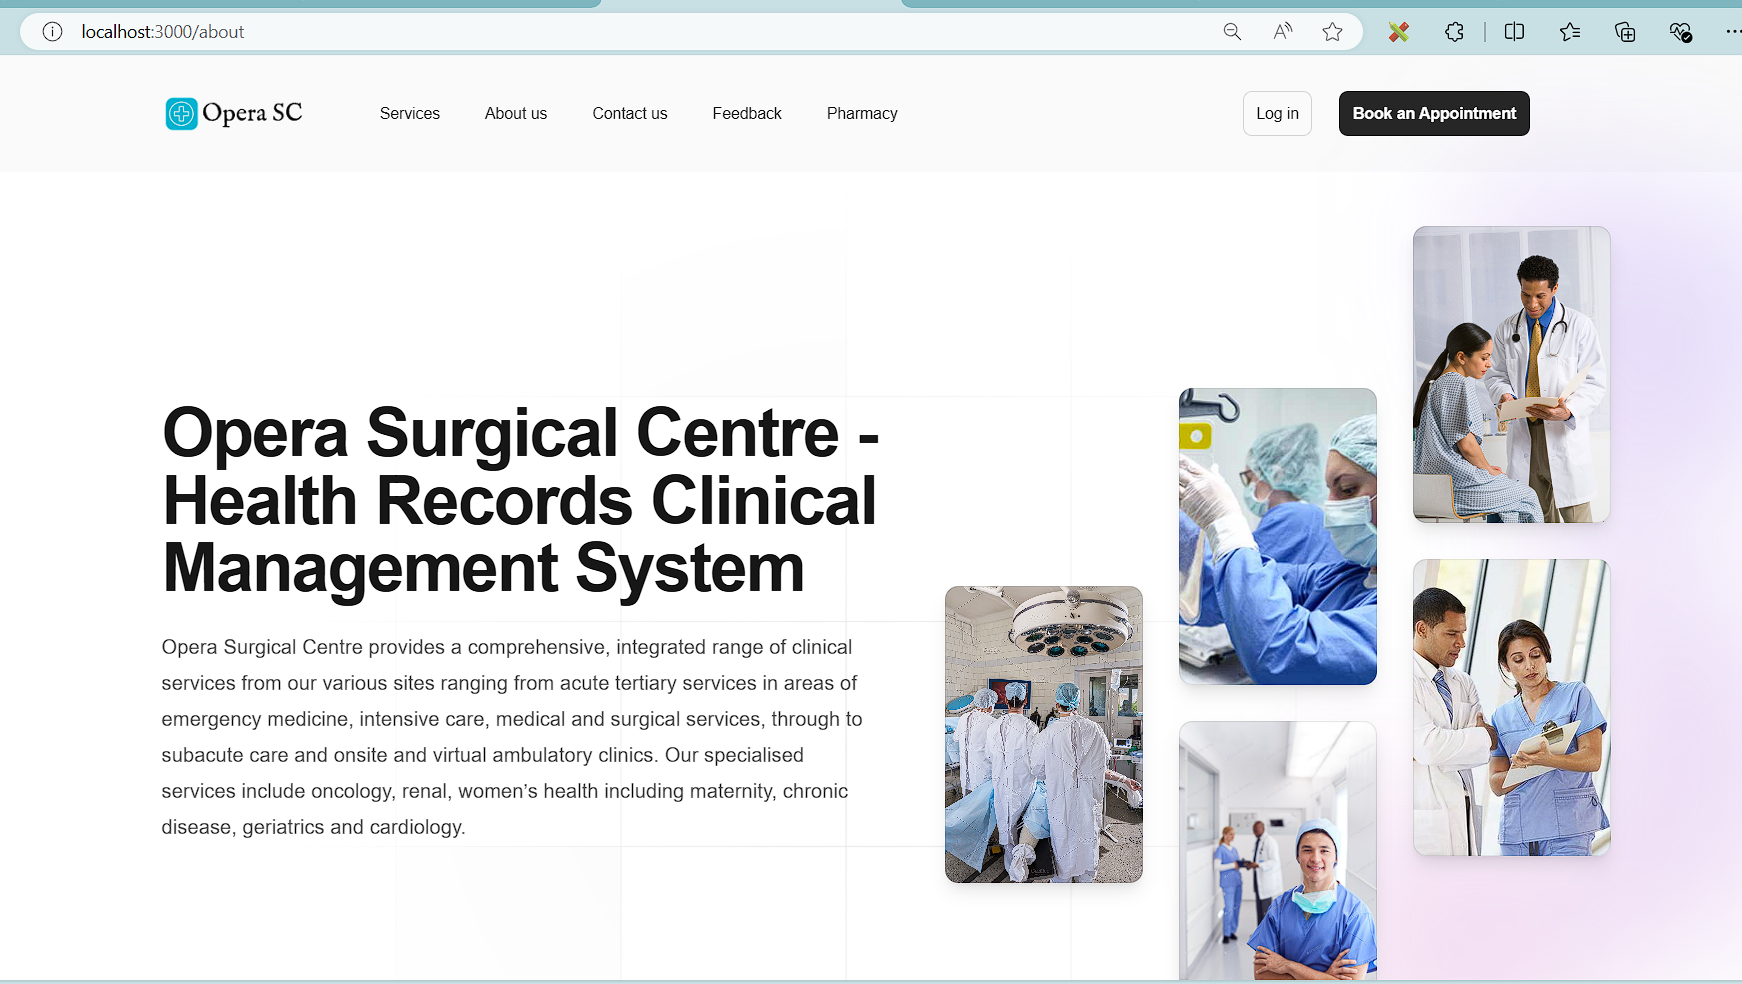 localhost:3000/about
Opera SC
Services
About us
Contact us
Feedback
Pharmacy
Log in
Book an Appointment
Opera Surgical Centre -
Health Records Clinical
Management System
Opera Surgical Centre provides a comprehensive, integrated range of clinical
services from our various sites ranging from acute tertiary services in areas of
emergency medicine, intensive care, medical and surgical services, through to
subacute care and onsite and virtual ambulatory clinics. Our specialised
services include oncology, renal, women’s health including maternity, chronic
disease, geriatrics and cardiology.